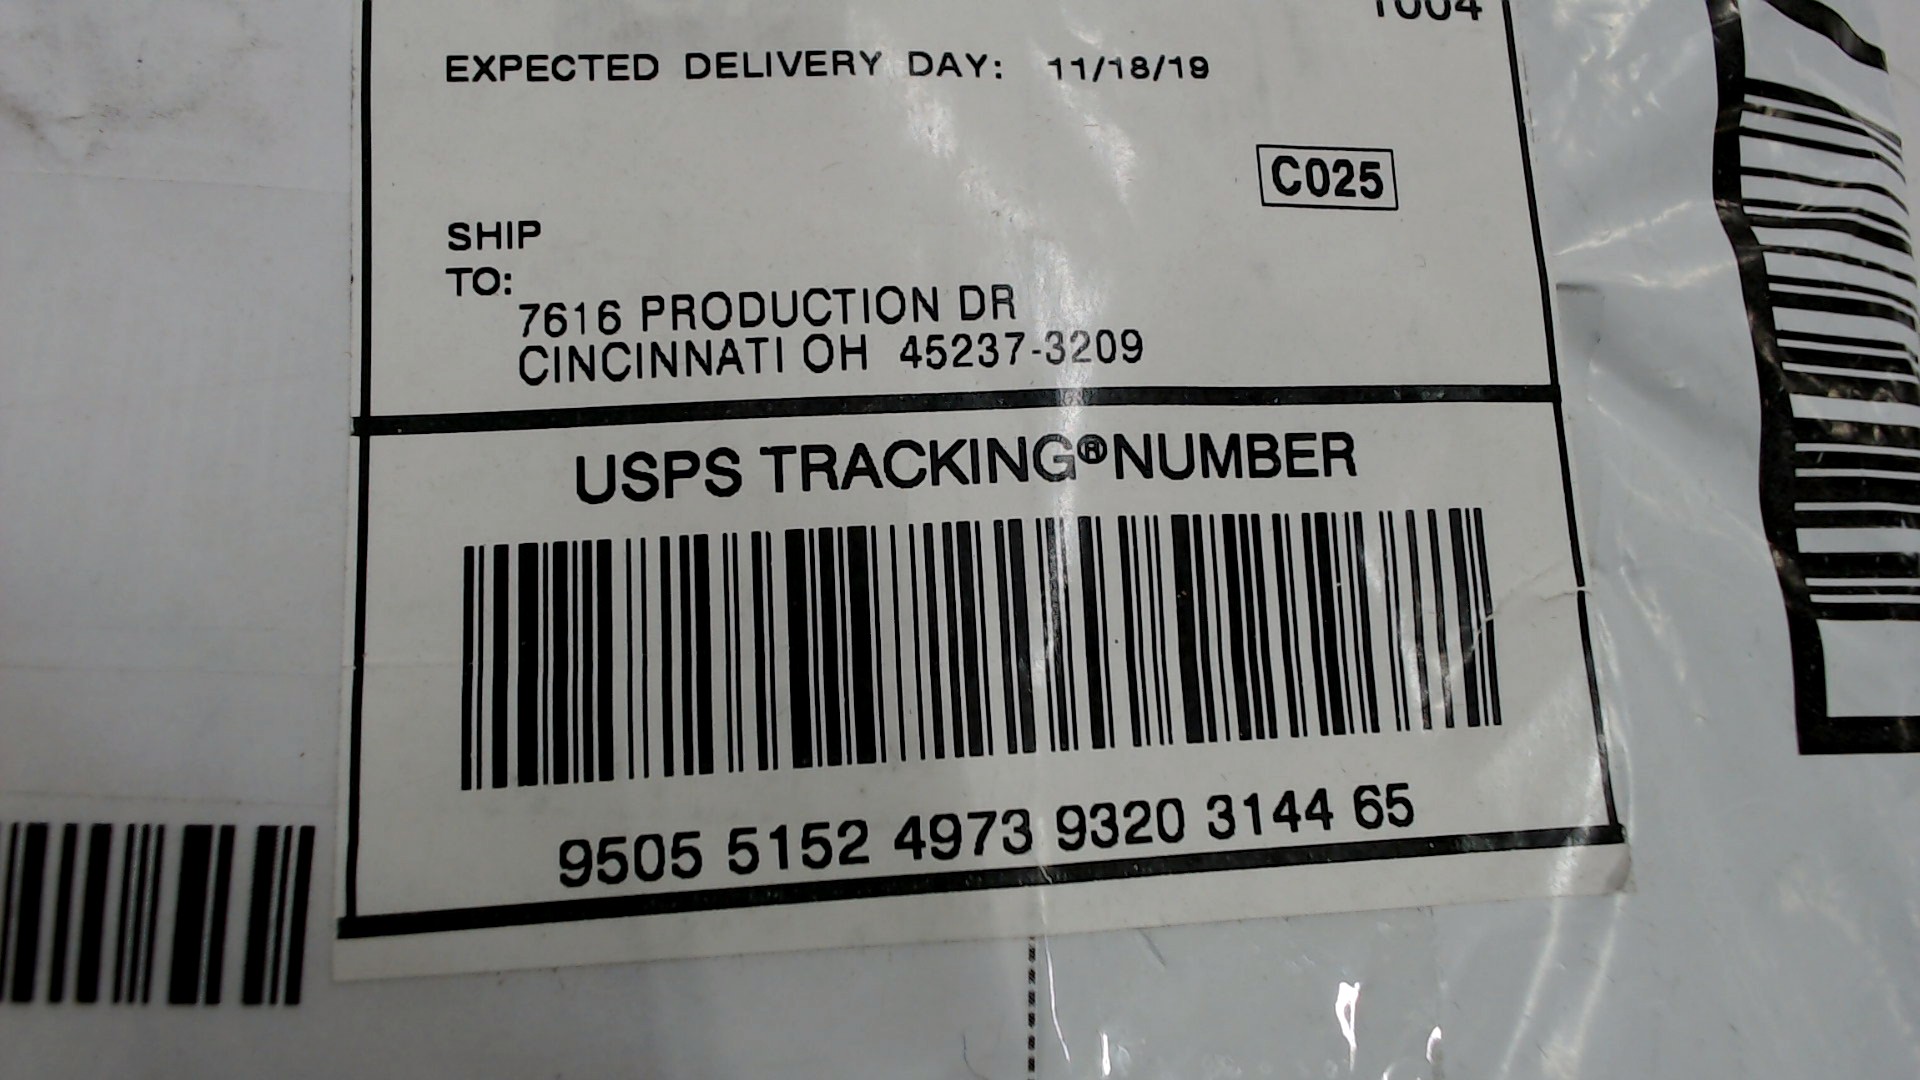 1004
EXPECTED DELIVERY DAY: 11/18/19
C025
SHIP
TO:
7616 PRODUCTION DR
CINCINNATI OH 45237-3209
USPS TRACKING® NUMBER
9505 5152 4973 9320 3144 65